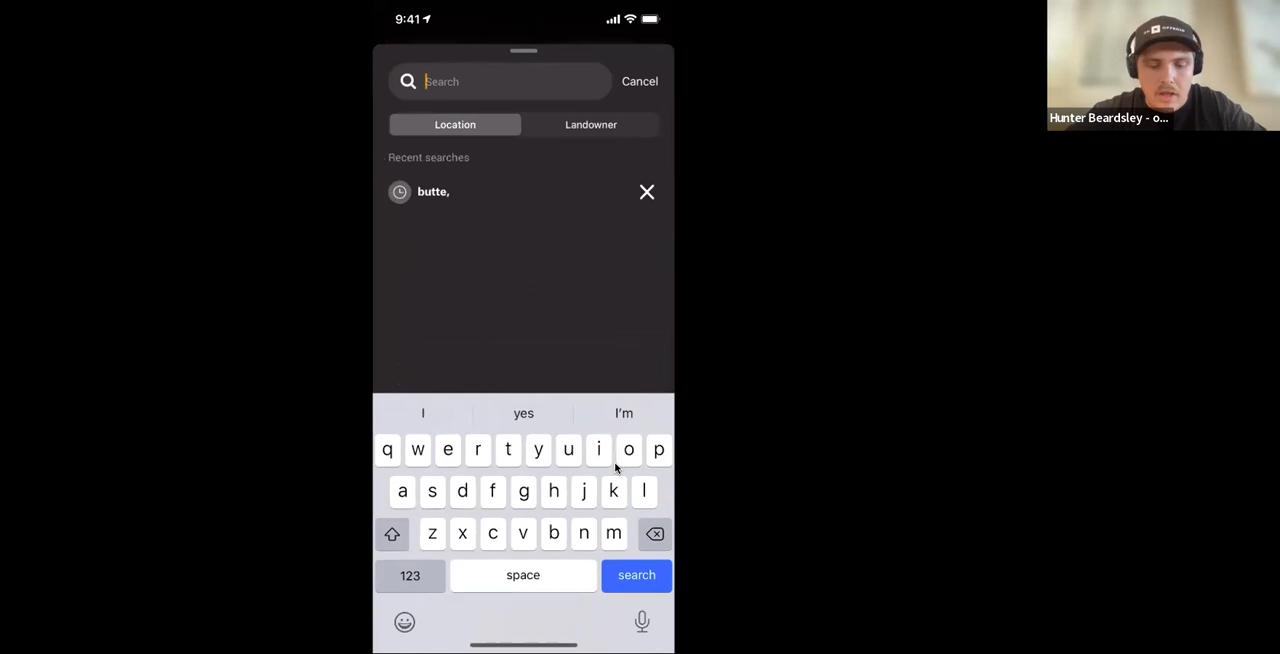 9:41
Search
Cancel
Location
Landowner
Recent searches
butte,
I
yes
I'm
q w e r t y u i o p
a s d f g h j k l
z x c v b n m
123
space
search
Hunter Beardsley - o...